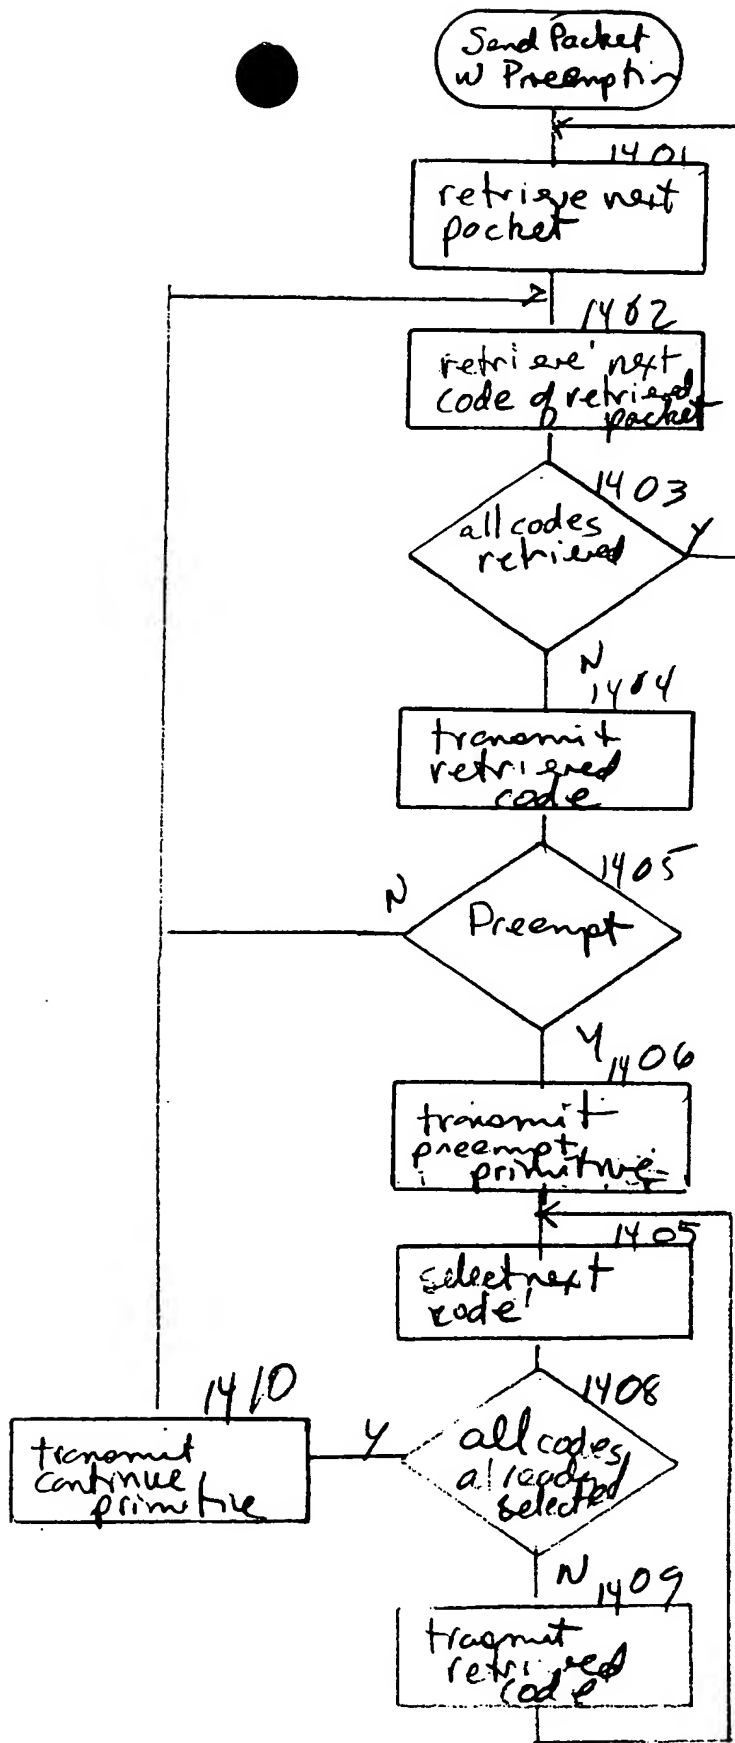 Send Packet
w Preemption
1401
retrieve next
packet
1402
retrieve next
code of retrieved
packet
1403
all codes
retrieved
Y
N
1404
transmit
retrieved
code
1405
N
Preempt
Y
1406
transmit
preempt
primitive
1405
select next
code
1408
all codes
already
selected
1410
Y
transmit
continue
primitive
N
1409
transmit
retrieved
code